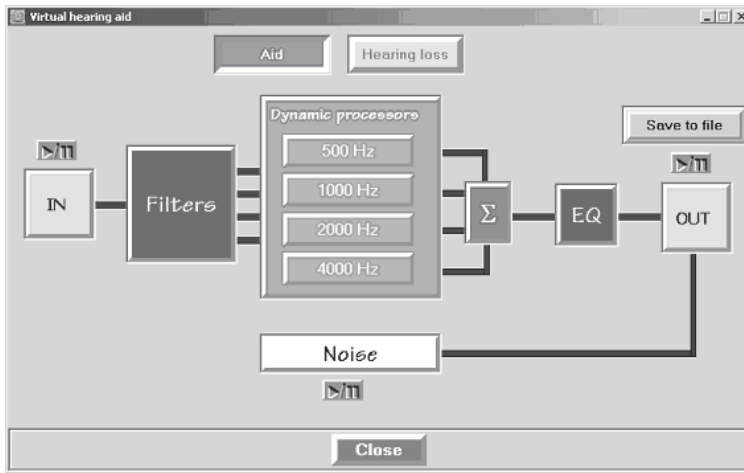 Virtual hearing aid
Aid
Hearing loss
Dynamic processors
Save to file
500 Hz
IN
Filters
1000 Hz
Σ
EQ
OUT
2000 Hz
4000 Hz
Noise
Close